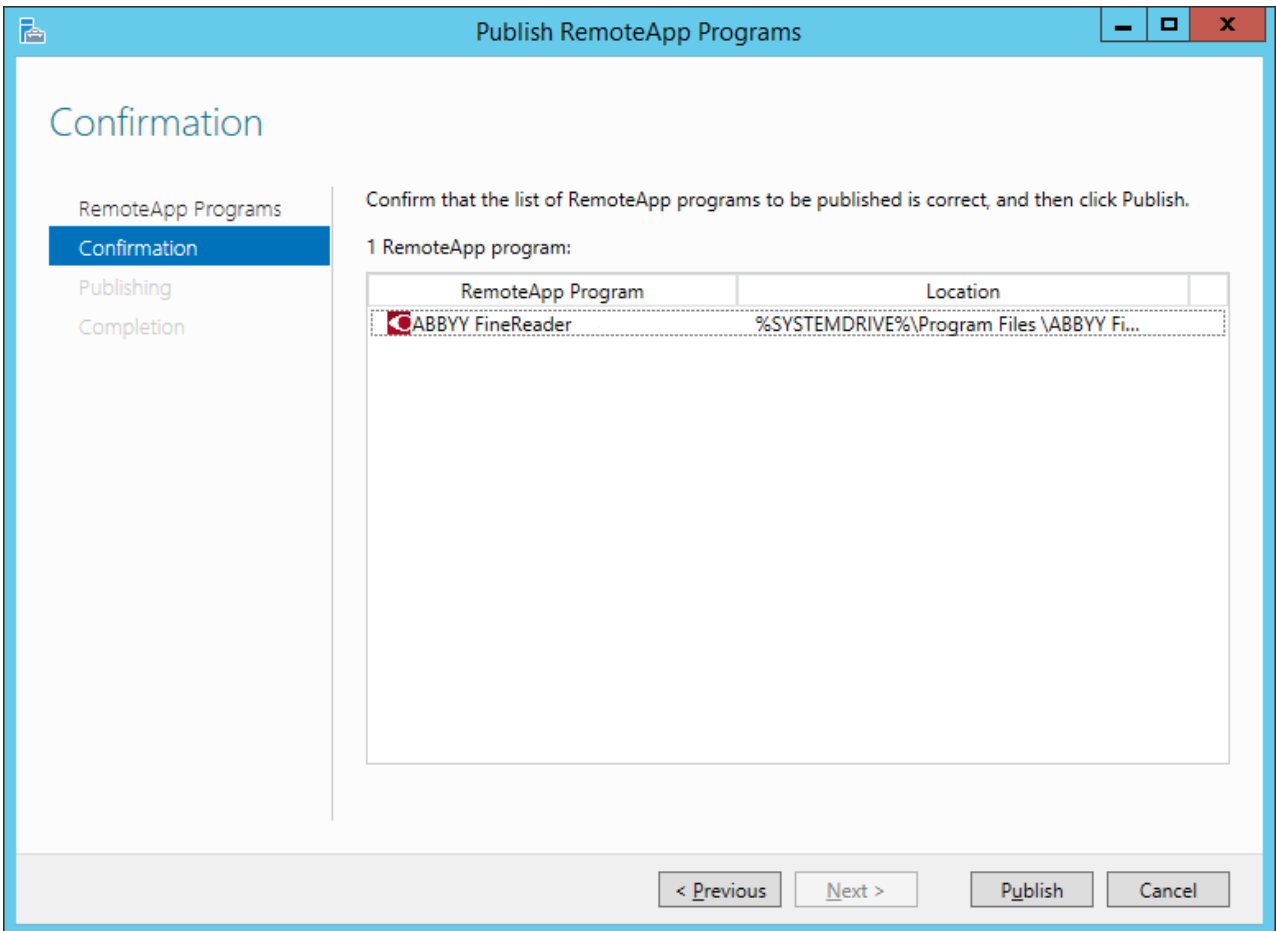 Publish RemoteApp Programs
Confirmation
RemoteApp Programs
Confirmation
Publishing
Completion
Confirm that the list of RemoteApp programs to be published is correct, and then click Publish.
1 RemoteApp program:
RemoteApp Program Location
ABBYY FineReader %SYSTEMDRIVE%\Program Files \ABBYY Fi...
< Previous Next > Publish Cancel